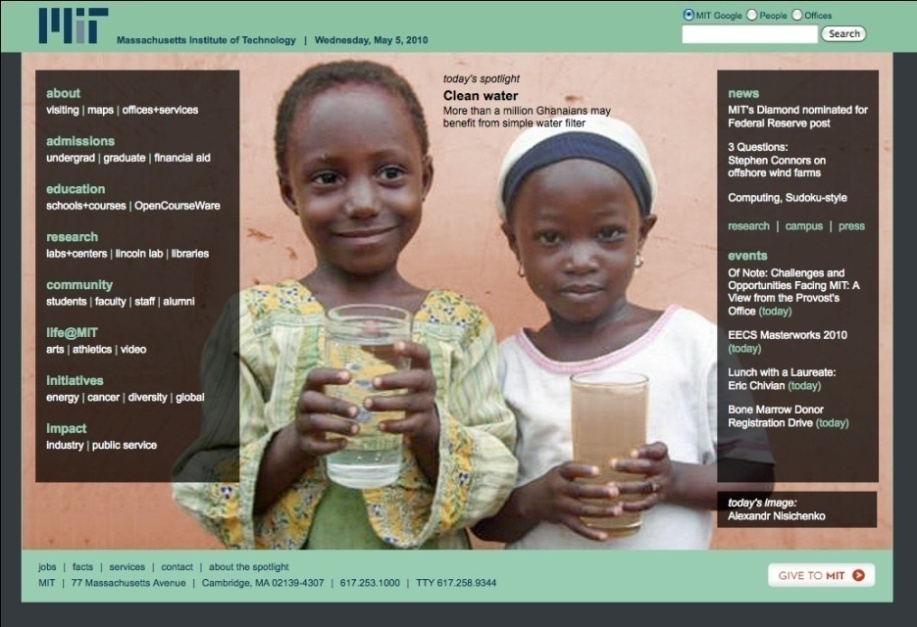 MIT
Massachusetts Institute of Technology | Wednesday, May 5, 2010
MIT Google People Offices
Search
about
visiting | maps | offices+services
admissions
undergrad | graduate | financial aid
education
schools+courses | OpenCourseWare
research
labs+centers | lincoln lab | libraries
community
students | faculty | staff | alumni
life@MIT
arts | athletics | video
initiatives
energy | cancer | diversity | global
impact
industry | public service
today's spotlight
Clean water
More than a million Ghanaians may
benefit from simple water filter
news
MIT's Diamond nominated for
Federal Reserve post
3 Questions:
Stephen Connors on
offshore wind farms
Computing, Sudoku-style
research | campus | press
events
Of Note: Challenges and
Opportunities Facing MIT: A
View from the Provost's
Office (today)
EECS Masterworks 2010
(today)
Lunch with a Laureate:
Eric Chivian (today)
Bone Marrow Donor
Registration Drive (today)
today's image:
Alexandr Nisichenko
jobs | facts | services | contact | about the spotlight
MIT | 77 Massachusetts Avenue | Cambridge, MA 02139-4307 | 617.253.1000 | TTY 617.258.9344
GIVE TO MIT